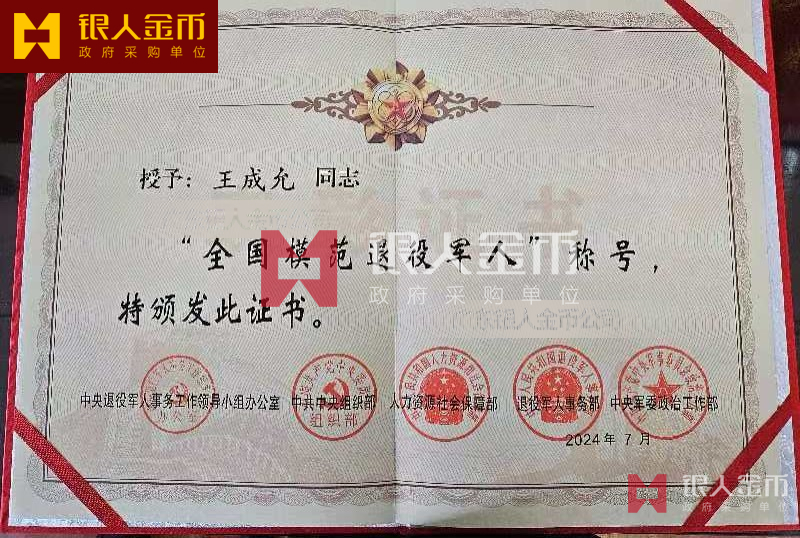 银人金币
政府采购单位
授予：王成允 同志
“全国模范退役军人”称号，
特颁发此证书。
银人金币
政府采购单位
中央退役军人事务工作领导小组办公室 中共中央组织部 人力资源社会保障部 退役军人事务部 中央军委政治工作部
组织部
2024年7月
银人金币
政府采购单位